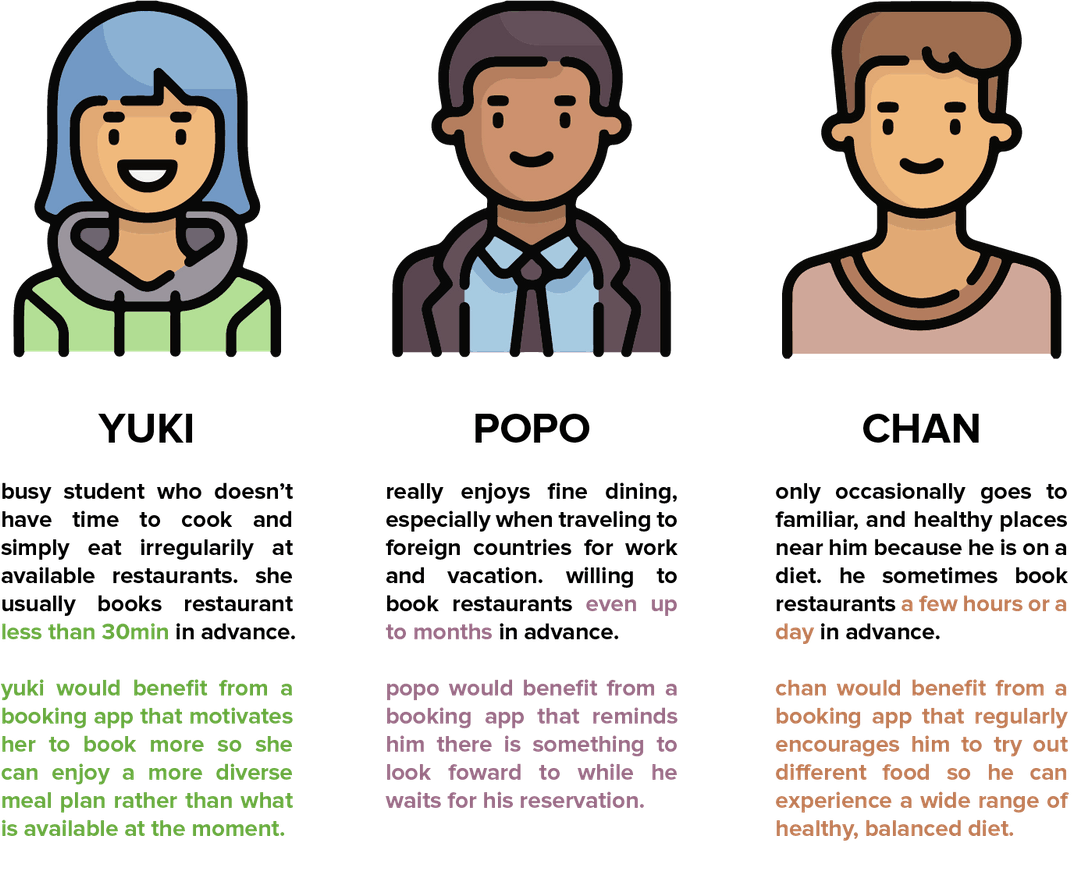 YUKI
busy student who doesn’t
have time to cook and
simply eat irregularily at
available restaurants. she
usually books restaurant
less than 30min in advance.
yuki would benefit from a
booking app that motivates
her to book more so she
can enjoy a more diverse
meal plan rather than what
is available at the moment.
POPO
really enjoys fine dining,
especially when traveling to
foreign countries for work
and vacation. willing to
book restaurants even up
to months in advance.
popo would benefit from a
booking app that reminds
him there is something to
look foward to while he
waits for his reservation.
CHAN
only occasionally goes to
familiar, and healthy places
near him because he is on a
diet. he sometimes book
restaurants a few hours or a
day in advance.
chan would benefit from a
booking app that regularly
encourages him to try out
different food so he can
experience a wide range of
healthy, balanced diet.